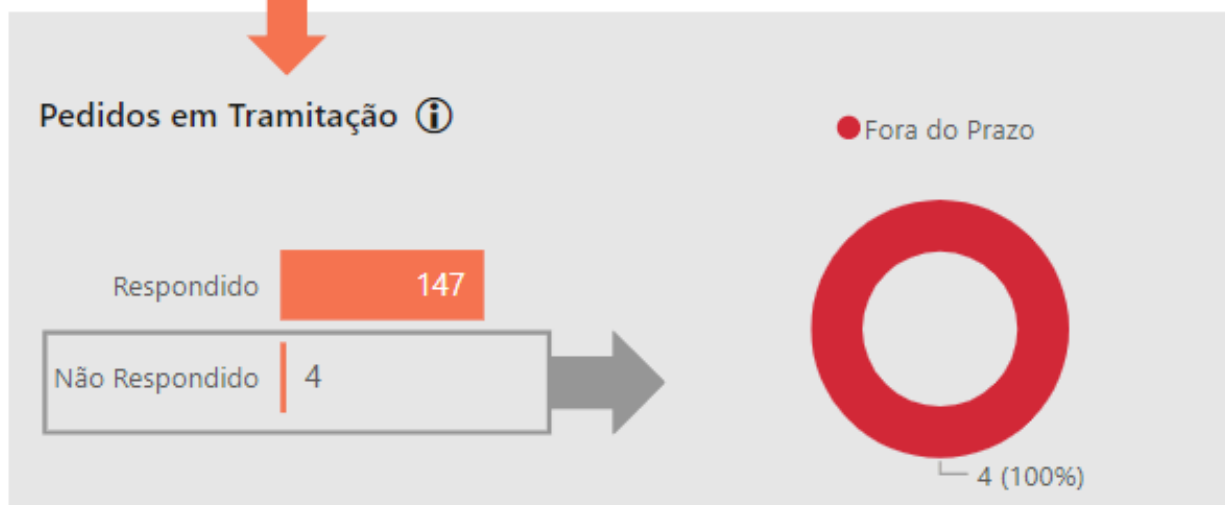 Pedidos em Tramitação
Fora do Prazo
Respondido 147
Não Respondido 4
4 (100%)